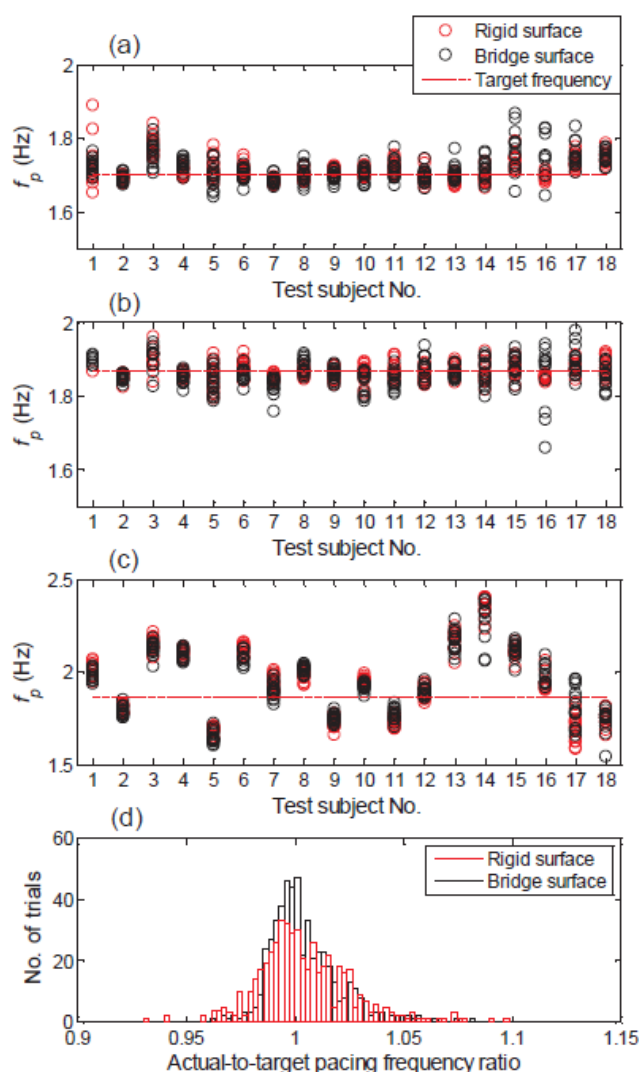 (a)
Rigid surface
Bridge surface
Target frequency
2
1.8
1.6
f_p (Hz)
1 2 3 4 5 6 7 8 9 10 11 12 13 14 15 16 17 18
Test subject No.
(b)
2
1.8
1.6
f_p (Hz)
1 2 3 4 5 6 7 8 9 10 11 12 13 14 15 16 17 18
Test subject No.
(c)
2.5
2
1.5
f_p (Hz)
1 2 3 4 5 6 7 8 9 10 11 12 13 14 15 16 17 18
Test subject No.
(d)
Rigid surface
Bridge surface
60
40
20
0
No. of trials
0.9 0.95 1 1.05 1.1 1.15
Actual-to-target pacing frequency ratio